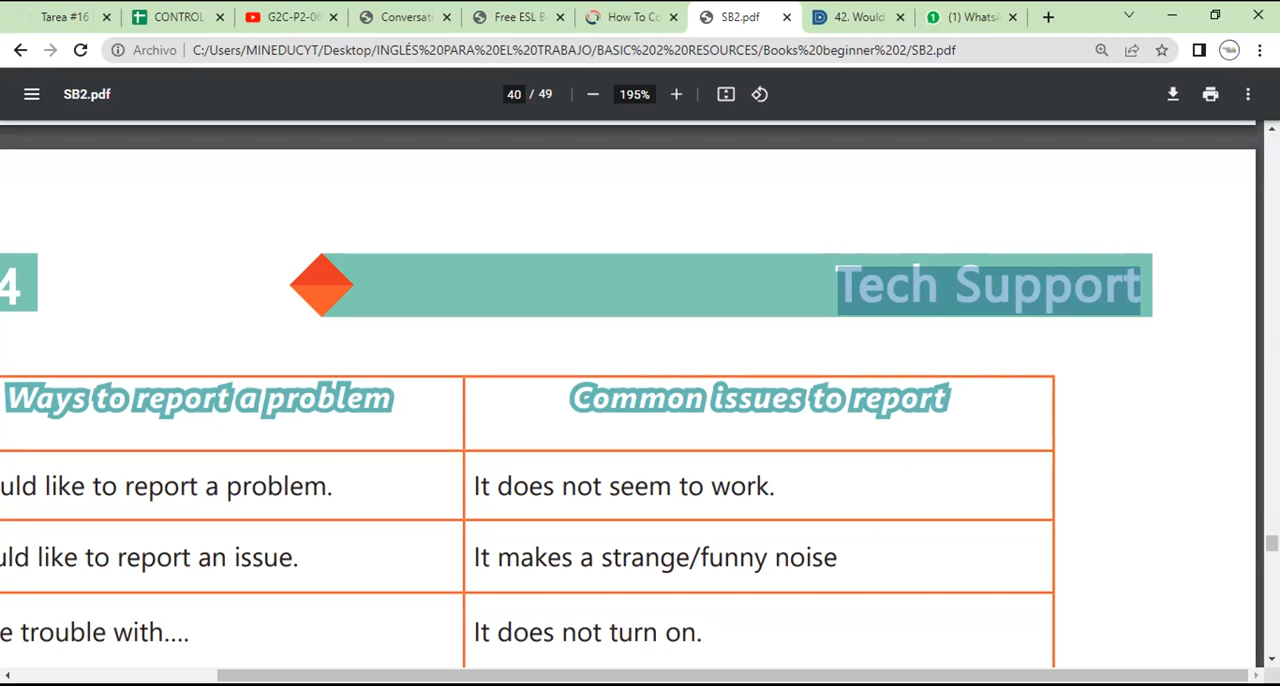 Tarea #16
CONTROL
G2C-P2-0
Conversat
Free ESL B
How To Co
SB2.pdf
42. Would
(1) Whats
Archivo
C:/Users/MINEDUCYT/Desktop/INGLÉS%20PARA%20EL%20TRABAJO/BASIC%202%20RESOURCES/Books%20beginner%202/SB2.pdf
SB2.pdf
40 / 49
195%
4
Tech Support
Ways to report a problem
Common issues to report
uld like to report a problem.
It does not seem to work.
uld like to report an issue.
It makes a strange/funny noise
e trouble with....
It does not turn on.